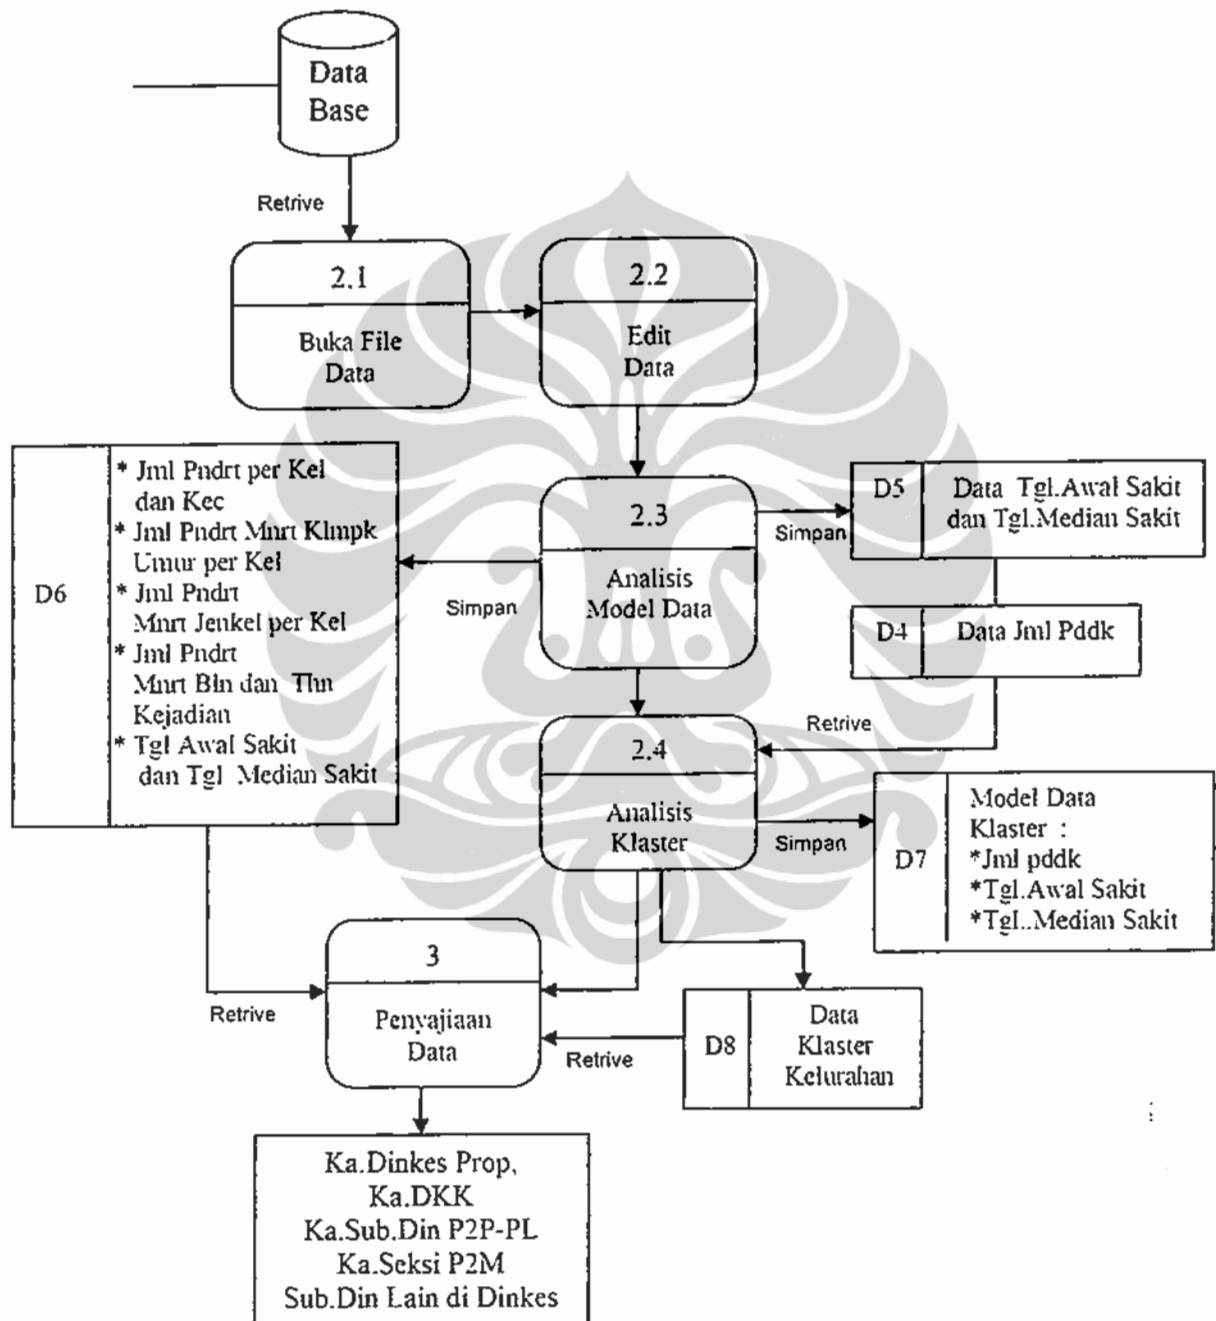 Data
Base
Retrive
2.1
Buka File
Data
2.2
Edit
Data
D6
* Jml Pndrt per Kel
dan Kec
* Jml Pndrt Mnrt Klmpk
Umur per Kel
* Jml Pndrt
Mnrt Jenkel per Kel
* Jml Pndrt
Mnrt Bln dan Thn
Kejadian
* Tgl Awal Sakit
dan Tgl Median Sakit
Simpan
2.3
Analisis
Model Data
Simpan
D5
Data Tgl.Awal Sakit
dan Tgl.Median Sakit
D4
Data Jml Pddk
Retrive
2.4
Analisis
Klaster
Simpan
D7
Model Data
Klaster :
*Jml pddk
*Tgl.Awal Sakit
*Tgl..Median Sakit
Retrive
3
Penyajiaan
Data
Retrive
D8
Data
Klaster
Kelurahan
Ka.Dinkes Prop,
Ka.DKK
Ka.Sub.Din P2P-PL
Ka.Seksi P2M
Sub.Din Lain di Dinkes